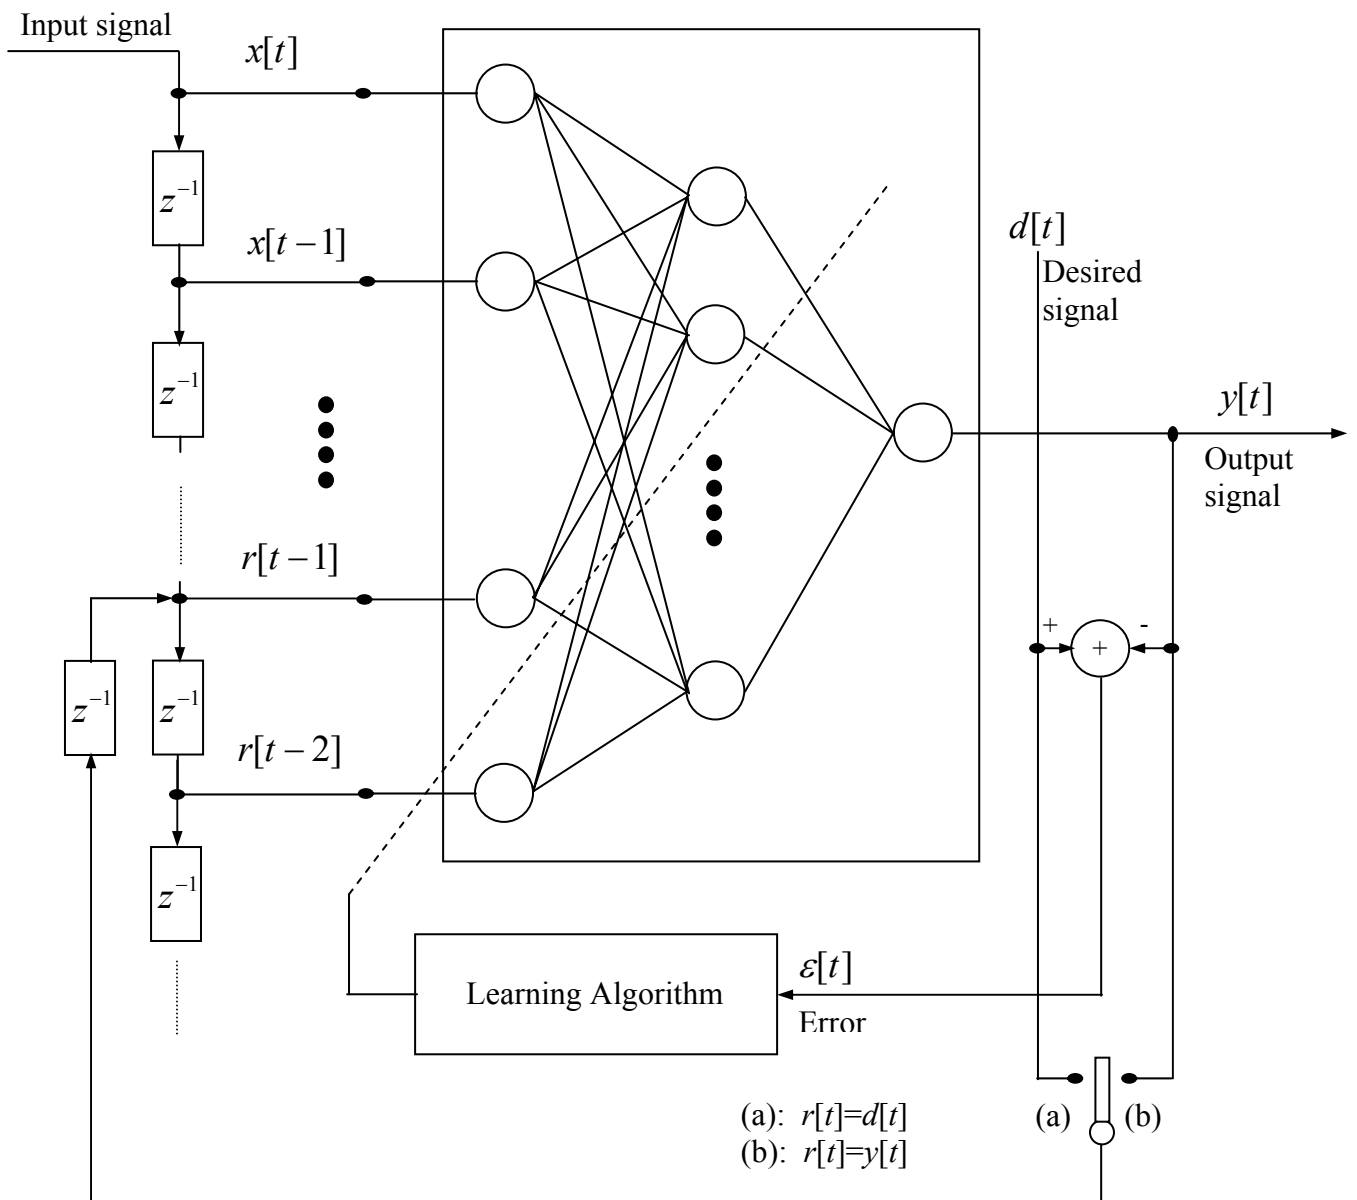 Input signal
x[t]
z⁻¹
x[t−1]
d[t]
Desired
signal
z⁻¹
y[t]
Output
signal
r[t−1]
+
-
+
z⁻¹
z⁻¹
r[t−2]
z⁻¹
ε[t]
Learning Algorithm
Error
(a)
(b)
(a): r[t]=d[t]
(b): r[t]=y[t]